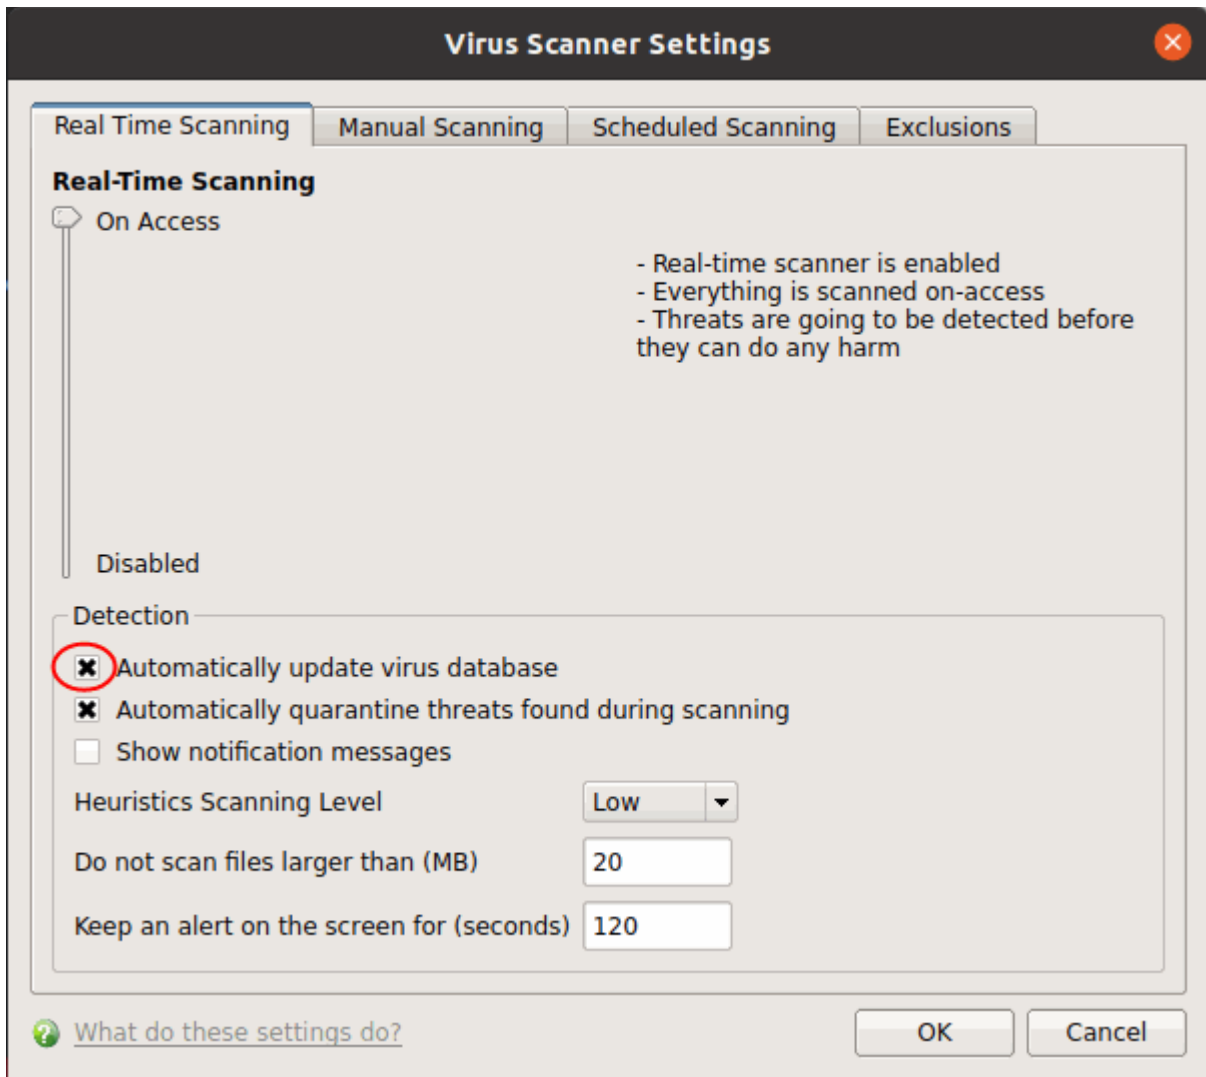 Virus Scanner Settings
Real Time Scanning
Manual Scanning
Scheduled Scanning
Exclusions
Real-Time Scanning
On Access
- Real-time scanner is enabled
- Everything is scanned on-access
- Threats are going to be detected before
they can do any harm
Disabled
Detection
Automatically update virus database
Automatically quarantine threats found during scanning
Show notification messages
Heuristics Scanning Level
Low
Do not scan files larger than (MB)
20
Keep an alert on the screen for (seconds)
120
What do these settings do?
OK
Cancel